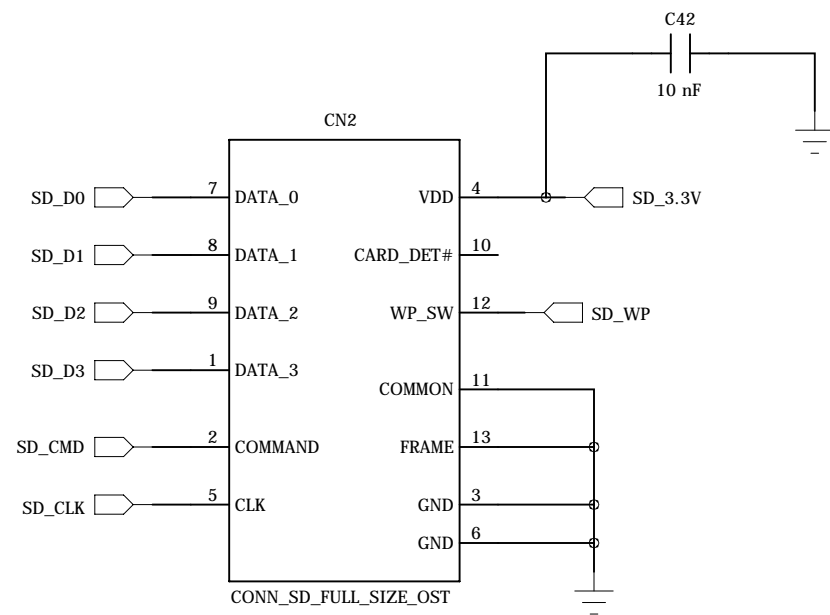 C42
10 nF
CN2
SD_D0 7 DATA_0 VDD 4 SD_3.3V
SD_D1 8 DATA_1 CARD_DET# 10
SD_D2 9 DATA_2 WP_SW 12 SD_WP
SD_D3 1 DATA_3
COMMON 11
SD_CMD 2 COMMAND FRAME 13
SD_CLK 5 CLK GND 3
GND 6
CONN_SD_FULL_SIZE_OST